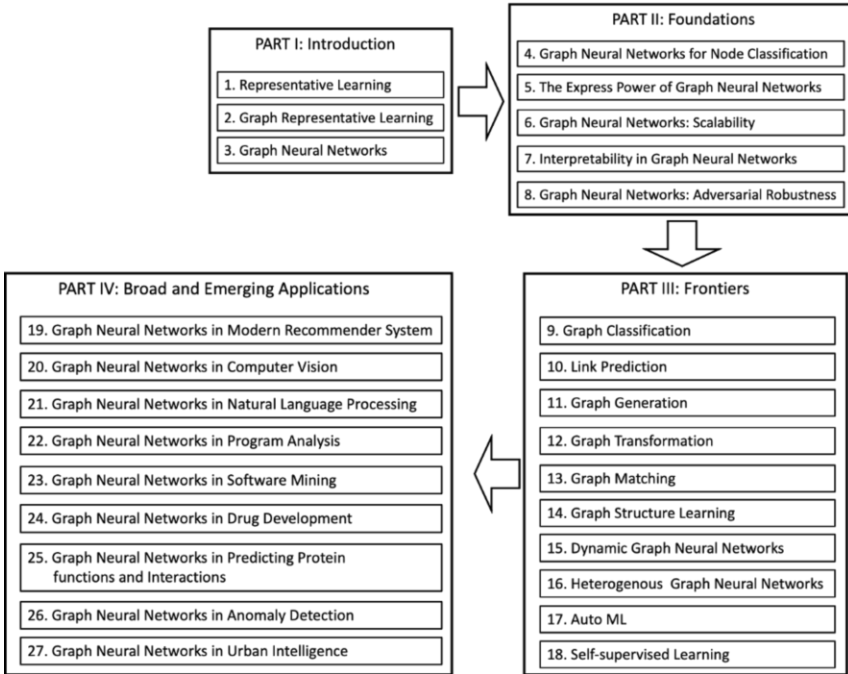 PART I: Introduction
1. Representative Learning
2. Graph Representative Learning
3. Graph Neural Networks
PART II: Foundations
4. Graph Neural Networks for Node Classification
5. The Express Power of Graph Neural Networks
6. Graph Neural Networks: Scalability
7. Interpretability in Graph Neural Networks
8. Graph Neural Networks: Adversarial Robustness
PART III: Frontiers
9. Graph Classification
10. Link Prediction
11. Graph Generation
12. Graph Transformation
13. Graph Matching
14. Graph Structure Learning
15. Dynamic Graph Neural Networks
16. Heterogenous Graph Neural Networks
17. Auto ML
18. Self-supervised Learning
PART IV: Broad and Emerging Applications
19. Graph Neural Networks in Modern Recommender System
20. Graph Neural Networks in Computer Vision
21. Graph Neural Networks in Natural Language Processing
22. Graph Neural Networks in Program Analysis
23. Graph Neural Networks in Software Mining
24. Graph Neural Networks in Drug Development
25. Graph Neural Networks in Predicting Protein
functions and Interactions
26. Graph Neural Networks in Anomaly Detection
27. Graph Neural Networks in Urban Intelligence